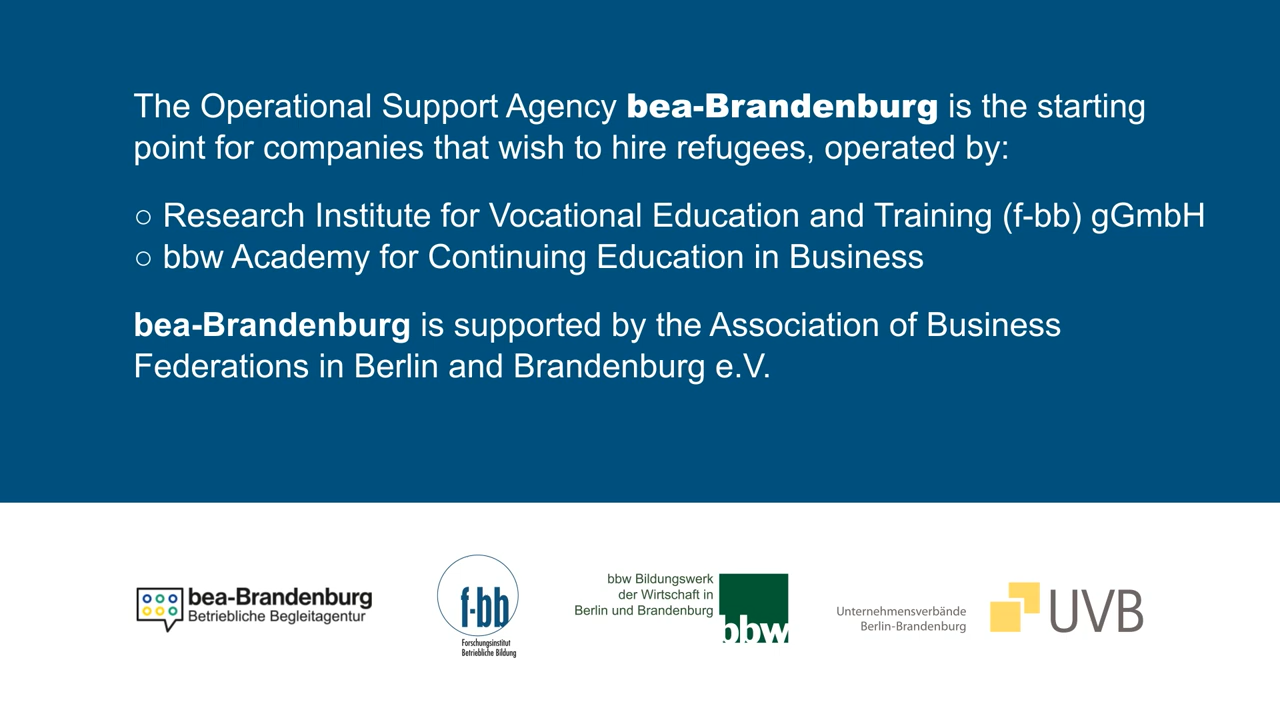 The Operational Support Agency bea-Brandenburg is the starting
point for companies that wish to hire refugees, operated by:
○ Research Institute for Vocational Education and Training (f-bb) gGmbH
○ bbw Academy for Continuing Education in Business
bea-Brandenburg is supported by the Association of Business
Federations in Berlin and Brandenburg e.V.
bea-Brandenburg
Betriebliche Begleitagentur
f-bb
Forschungsinstitut
Betriebliche Bildung
bbw Bildungswerk
der Wirtschaft in
Berlin und Brandenburg
bbw
Unternehmensverbände
Berlin-Brandenburg
UVB